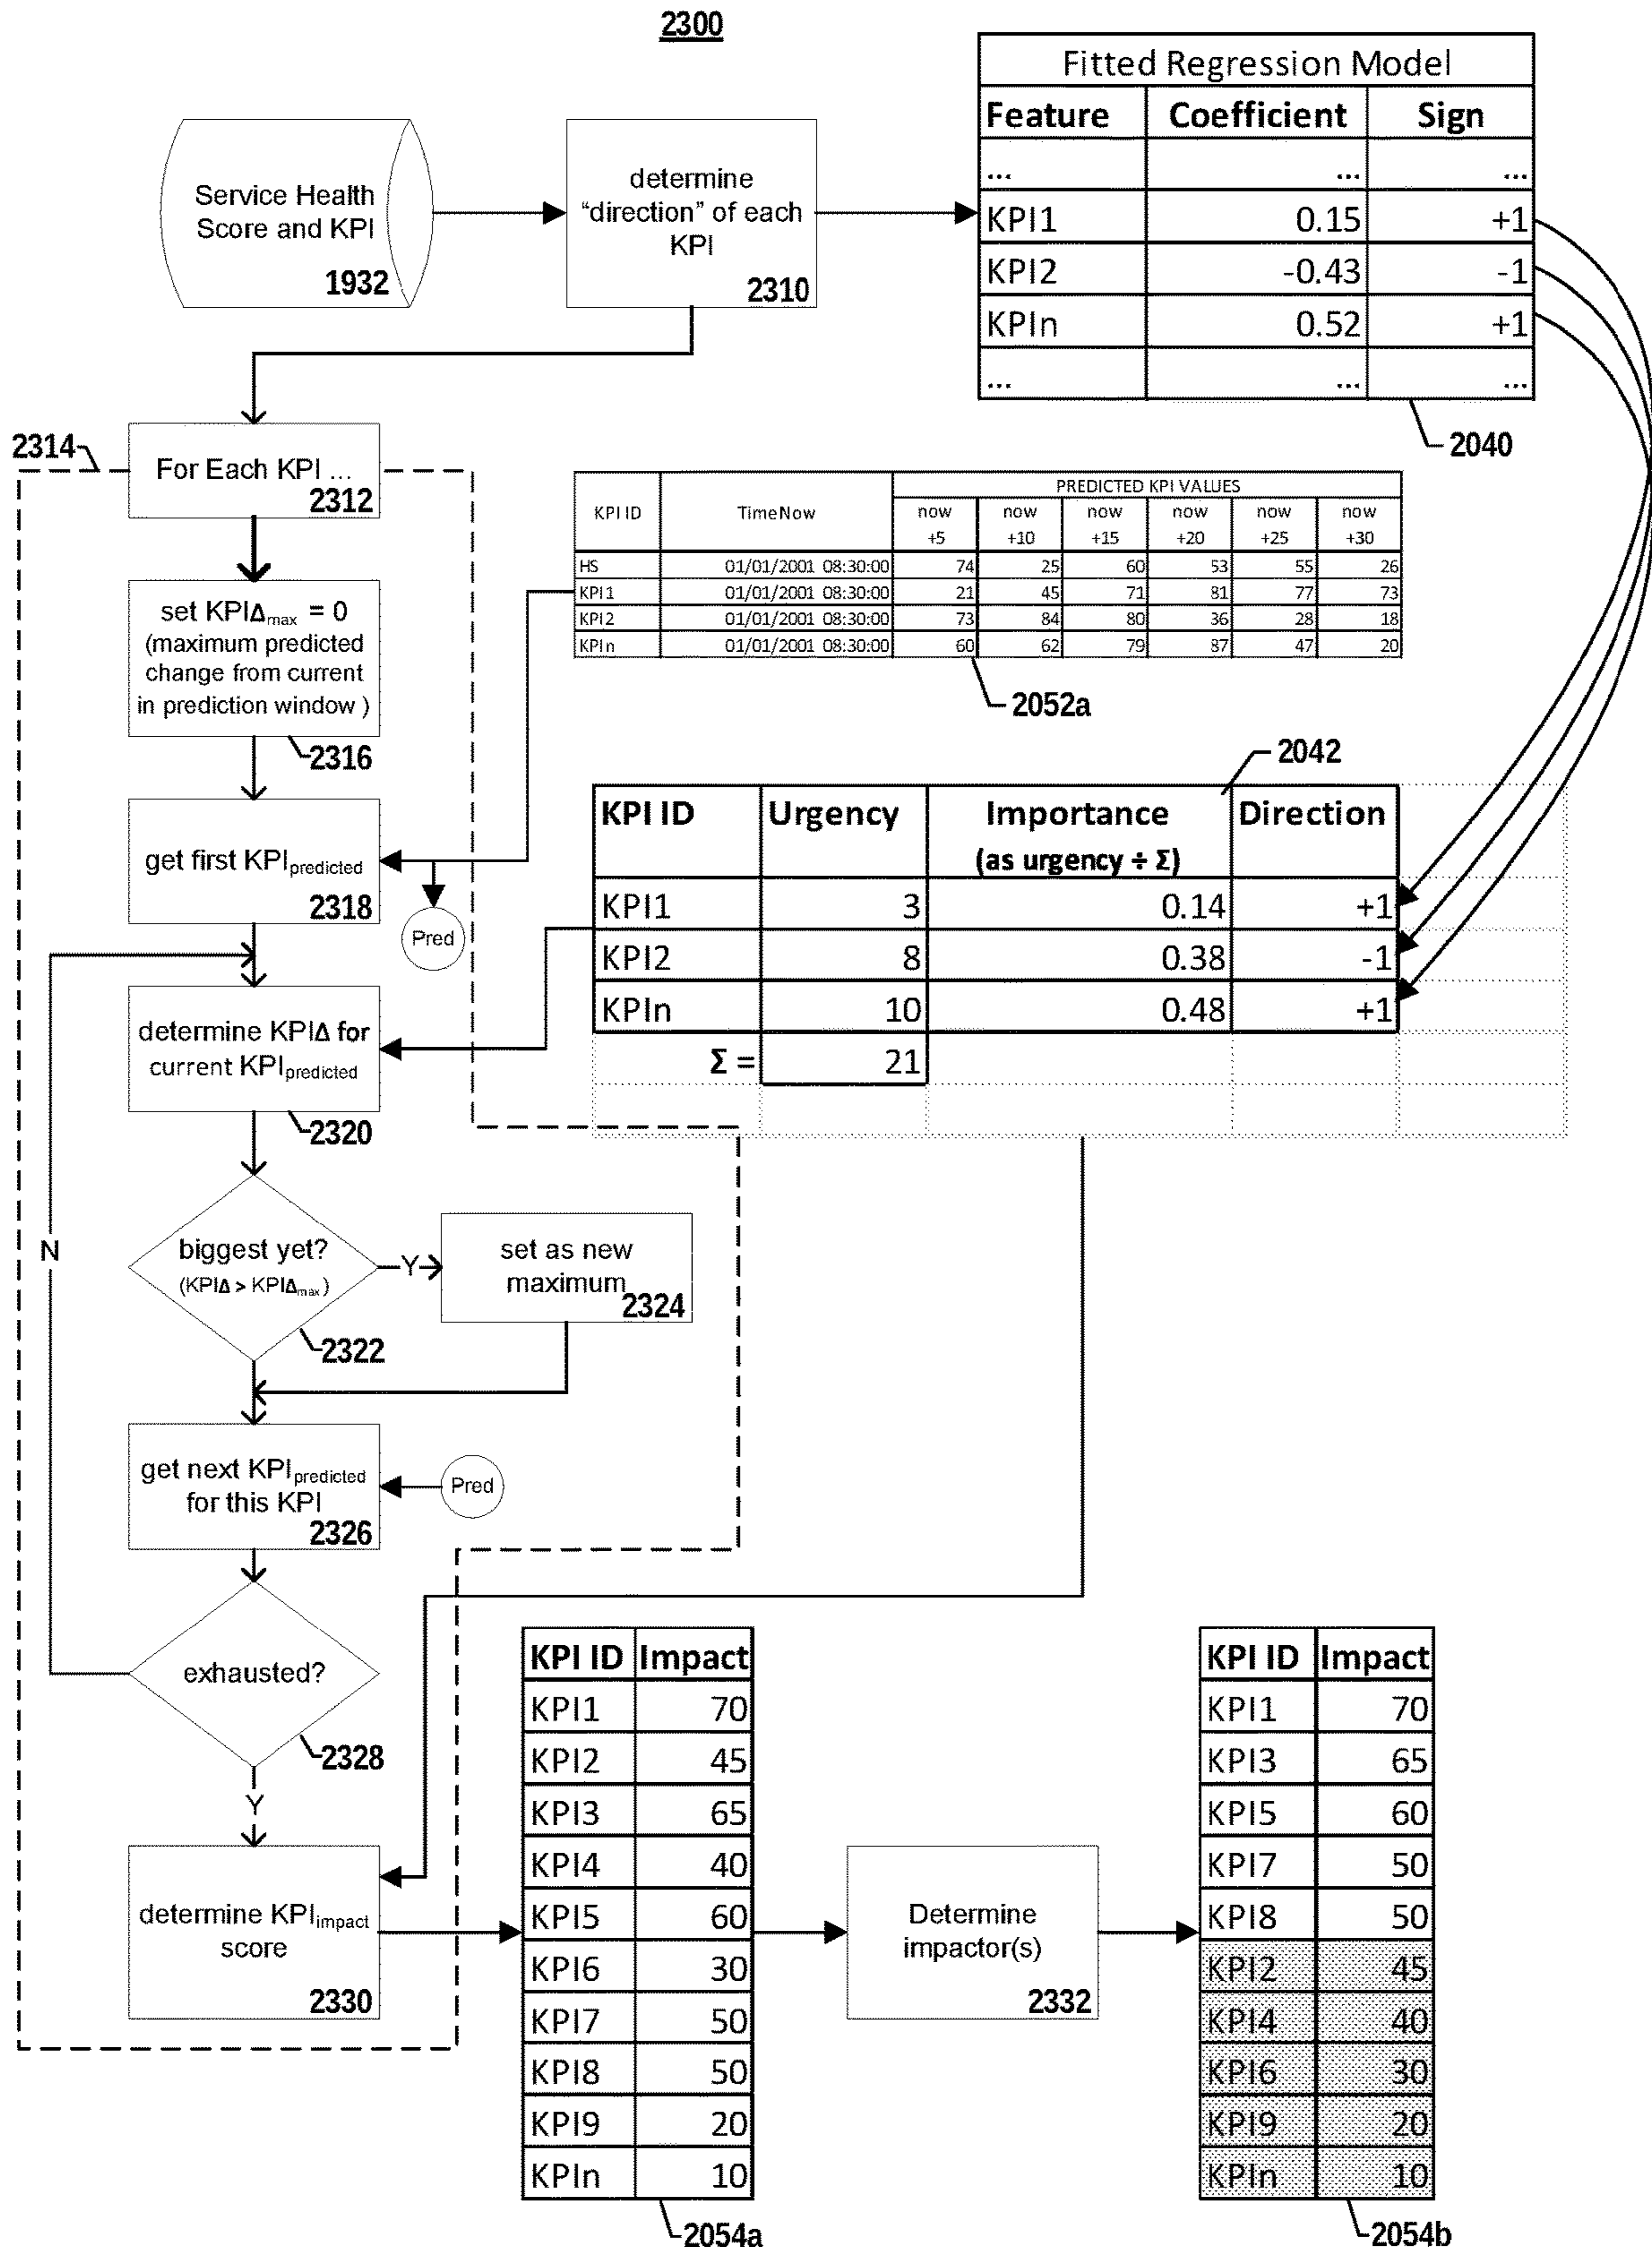 2300
Fitted Regression Model
Feature Coefficient Sign
... ... ...
KPI1 0.15 +1
KPI2 -0.43 -1
KPIn 0.52 +1
... ... ...
2040
Service Health
Score and KPI
1932
determine
"direction" of each
KPI
2310
2314
For Each KPI ...
2312
PREDICTED KPI VALUES
KPI ID TimeNow now now now now now now
+5 +10 +15 +20 +25 +30
HS 01/01/2001 08:30:00 74 25 60 53 55 26
KPI1 01/01/2001 08:30:00 21 45 71 81 77 73
KPI2 01/01/2001 08:30:00 73 84 80 36 28 18
KPIn 01/01/2001 08:30:00 60 62 79 87 47 20
2052a
set KPIΔmax = 0
(maximum predicted
change from current
in prediction window )
2316
2042
KPI ID Urgency Importance Direction
(as urgency ÷ Σ)
KPI1 3 0.14 +1
KPI2 8 0.38 -1
KPIn 10 0.48 +1
Σ = 21
get first KPIpredicted
2318
Pred
determine KPIΔ for
current KPIpredicted
2320
biggest yet?
(KPIΔ > KPIΔmax)
2322
Y
N
set as new
maximum
2324
get next KPIpredicted
for this KPI
2326
Pred
exhausted?
2328
Y
determine KPIimpact
score
2330
KPI ID Impact
KPI1 70
KPI2 45
KPI3 65
KPI4 40
KPI5 60
KPI6 30
KPI7 50
KPI8 50
KPI9 20
KPIn 10
2054a
Determine
impactor(s)
2332
KPI ID Impact
KPI1 70
KPI3 65
KPI5 60
KPI7 50
KPI8 50
KPI2 45
KPI4 40
KPI6 30
KPI9 20
KPIn 10
2054b